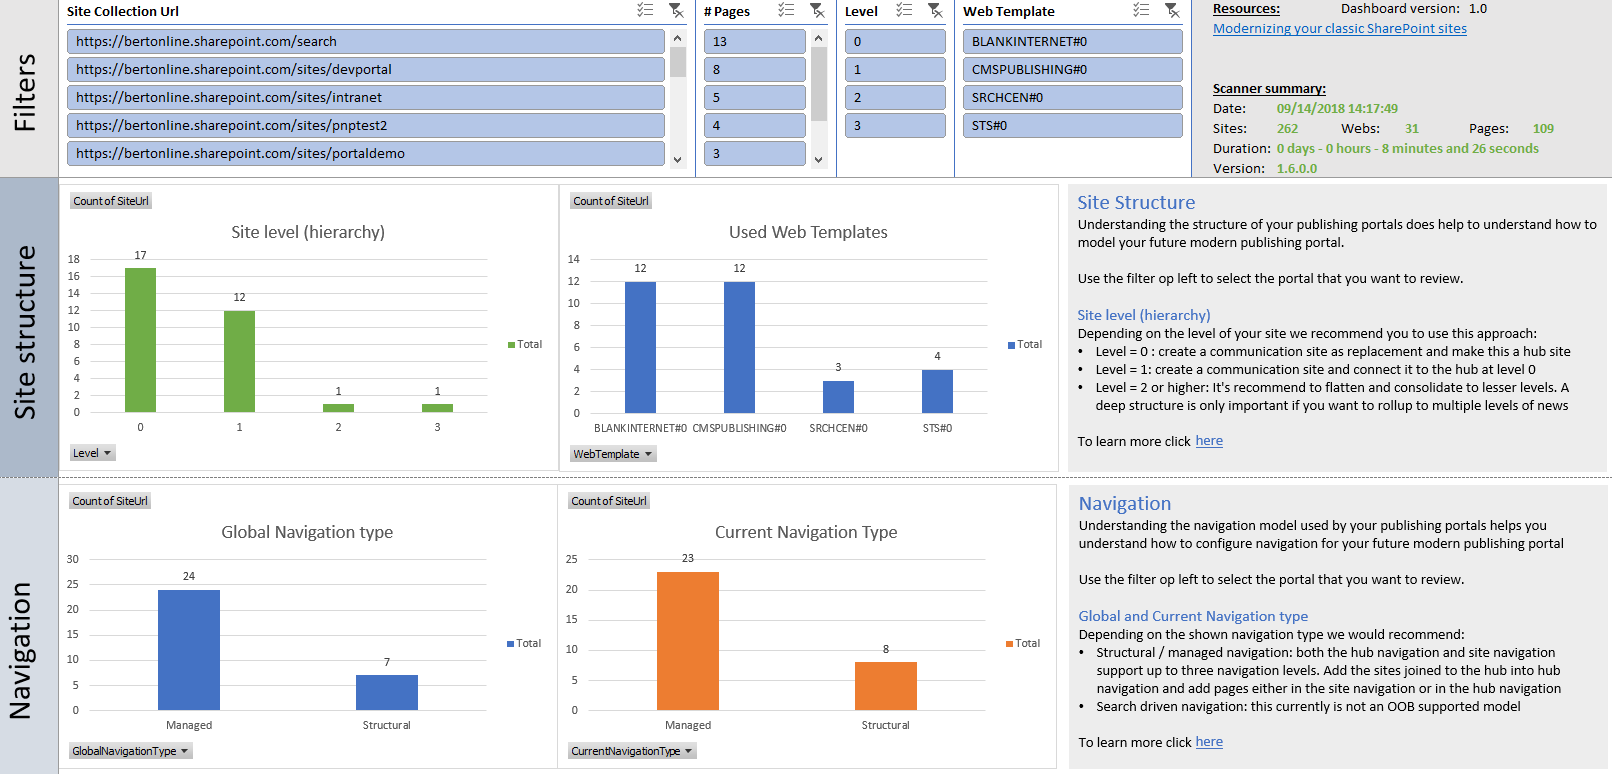 Filters
Site Collection Url
https://bertonline.sharepoint.com/search
https://bertonline.sharepoint.com/sites/devportal
https://bertonline.sharepoint.com/sites/intranet
https://bertonline.sharepoint.com/sites/pnptest2
https://bertonline.sharepoint.com/sites/portaldemo
# Pages
13
8
5
4
3
Level
0
1
2
3
Web Template
BLANKINTERNET#0
CMSPUBLISHING#0
SRCHCEN#0
STS#0
Resources: Dashboard version: 1.0
Modernizing your classic SharePoint sites
Scanner summary:
Date: 09/14/2018 14:17:49
Sites: 262 Webs: 31 Pages: 109
Duration: 0 days - 0 hours - 8 minutes and 26 seconds
Version: 1.6.0.0
Site structure
Count of SiteUrl
Site level (hierarchy)
18
16
14
12
10
8
6
4
2
0
17
12
1
1
0 1 2 3
Total
Level
Count of SiteUrl
Used Web Templates
14
12
10
8
6
4
2
0
12
12
3
4
BLANKINTERNET#0 CMSPUBLISHING#0 SRCHCEN#0 STS#0
Total
WebTemplate
Site Structure
Understanding the structure of your publishing portals does help to understand how to
model your future modern publishing portal.
Use the filter op left to select the portal that you want to review.
Site level (hierarchy)
Depending on the level of your site we recommend you to use this approach:
• Level = 0 : create a communication site as replacement and make this a hub site
• Level = 1: create a communication site and connect it to the hub at level 0
• Level = 2 or higher: It's recommend to flatten and consolidate to lesser levels. A
deep structure is only important if you want to rollup to multiple levels of news
To learn more click here
Navigation
Count of SiteUrl
Global Navigation type
30
25
20
15
10
5
0
24
7
Managed Structural
Total
GlobalNavigationType
Count of SiteUrl
Current Navigation Type
25
20
15
10
5
0
23
8
Managed Structural
Total
CurrentNavigationType
Navigation
Understanding the navigation model used by your publishing portals helps you
understand how to configure navigation for your future modern publishing portal
Use the filter op left to select the portal that you want to review.
Global and Current Navigation type
Depending on the shown navigation type we would recommend:
• Structural / managed navigation: both the hub navigation and site navigation
support up to three navigation levels. Add the sites joined to the hub into hub
navigation and add pages either in the site navigation or in the hub navigation
• Search driven navigation: this currently is not an OOB supported model
To learn more click here